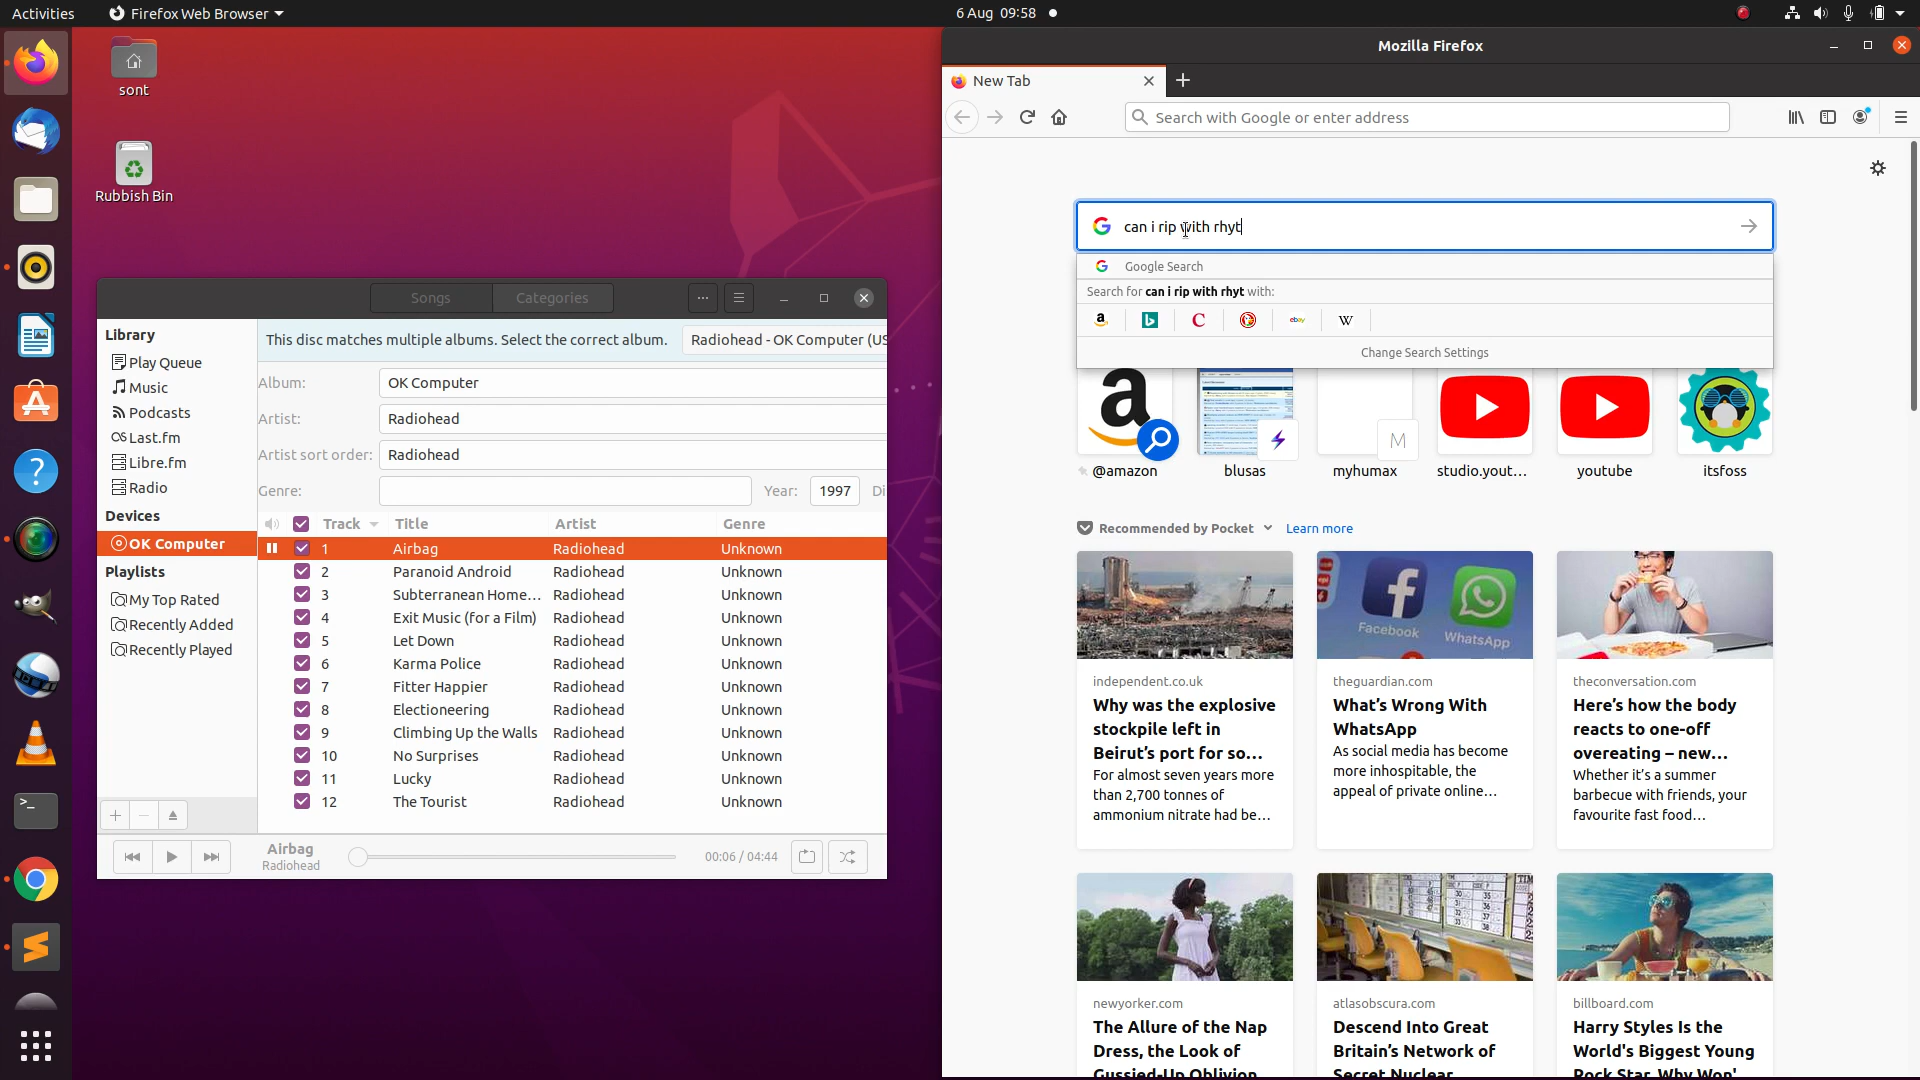 Activities
Firefox Web Browser
6 Aug 09:58
sont
Rubbish Bin
Songs
Categories
Library
Play Queue
Music
Podcasts
Last.fm
Libre.fm
Radio
Devices
OK Computer
Playlists
My Top Rated
Recently Added
Recently Played
This disc matches multiple albums. Select the correct album.
Radiohead - OK Computer (US
Album: OK Computer
Artist: Radiohead
Artist sort order: Radiohead
Genre: Year: 1997 Di
Track Title Artist Genre
1 Airbag Radiohead Unknown
2 Paranoid Android Radiohead Unknown
3 Subterranean Home... Radiohead Unknown
4 Exit Music (for a Film) Radiohead Unknown
5 Let Down Radiohead Unknown
6 Karma Police Radiohead Unknown
7 Fitter Happier Radiohead Unknown
8 Electioneering Radiohead Unknown
9 Climbing Up the Walls Radiohead Unknown
10 No Surprises Radiohead Unknown
11 Lucky Radiohead Unknown
12 The Tourist Radiohead Unknown
Airbag
Radiohead
00:06 / 04:44
Mozilla Firefox
New Tab
Search with Google or enter address
can i rip with rhyt
Google Search
Search for can i rip with rhyt with:
Change Search Settings
@amazon
blusas
M
myhumax
studio.yout...
youtube
itsfoss
Recommended by Pocket
Learn more
independent.co.uk
Why was the explosive
stockpile left in
Beirut's port for so...
For almost seven years more
than 2,700 tonnes of
ammonium nitrate had be...
Facebook
WhatsApp
theguardian.com
What's Wrong With
WhatsApp
As social media has become
more inhospitable, the
appeal of private online...
theconversation.com
Here's how the body
reacts to one-off
overeating – new...
Whether it's a summer
barbecue with friends, your
favourite fast food...
newyorker.com
The Allure of the Nap
Dress, the Look of
Gussied-Up Oblivion
atlasobscura.com
Descend Into Great
Britain's Network of
Secret Nuclear
billboard.com
Harry Styles Is the
World's Biggest Young
Rock Star. Why Won'